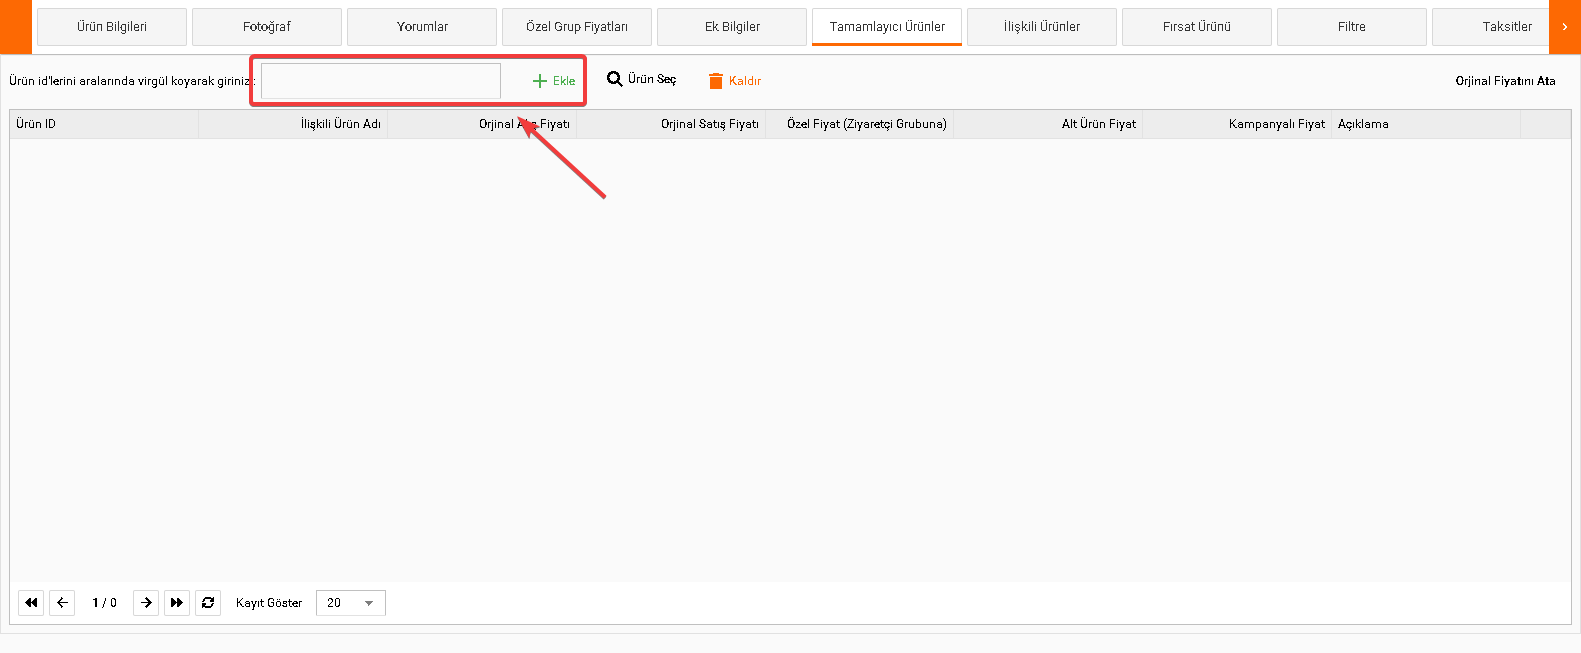 Ürün Bilgileri Fotoğraf Yorumlar Özel Grup Fiyatları Ek Bilgiler Tamamlayıcı Ürünler İlişkili Ürünler Fırsat Ürünü Filtre Taksitler
Ürün id'lerini aralarında virgül koyarak giriniz: Ekle Ürün Seç Kaldır Orjinal Fiyatını Ata
Ürün ID İlişkili Ürün Adı Orjinal Fiyatı Orjinal Satış Fiyatı Özel Fiyat (Ziyaretçi Grubuna) Alt Ürün Fiyat Kampanyalı Fiyat Açıklama
1 / 0 Kayıt Göster 20